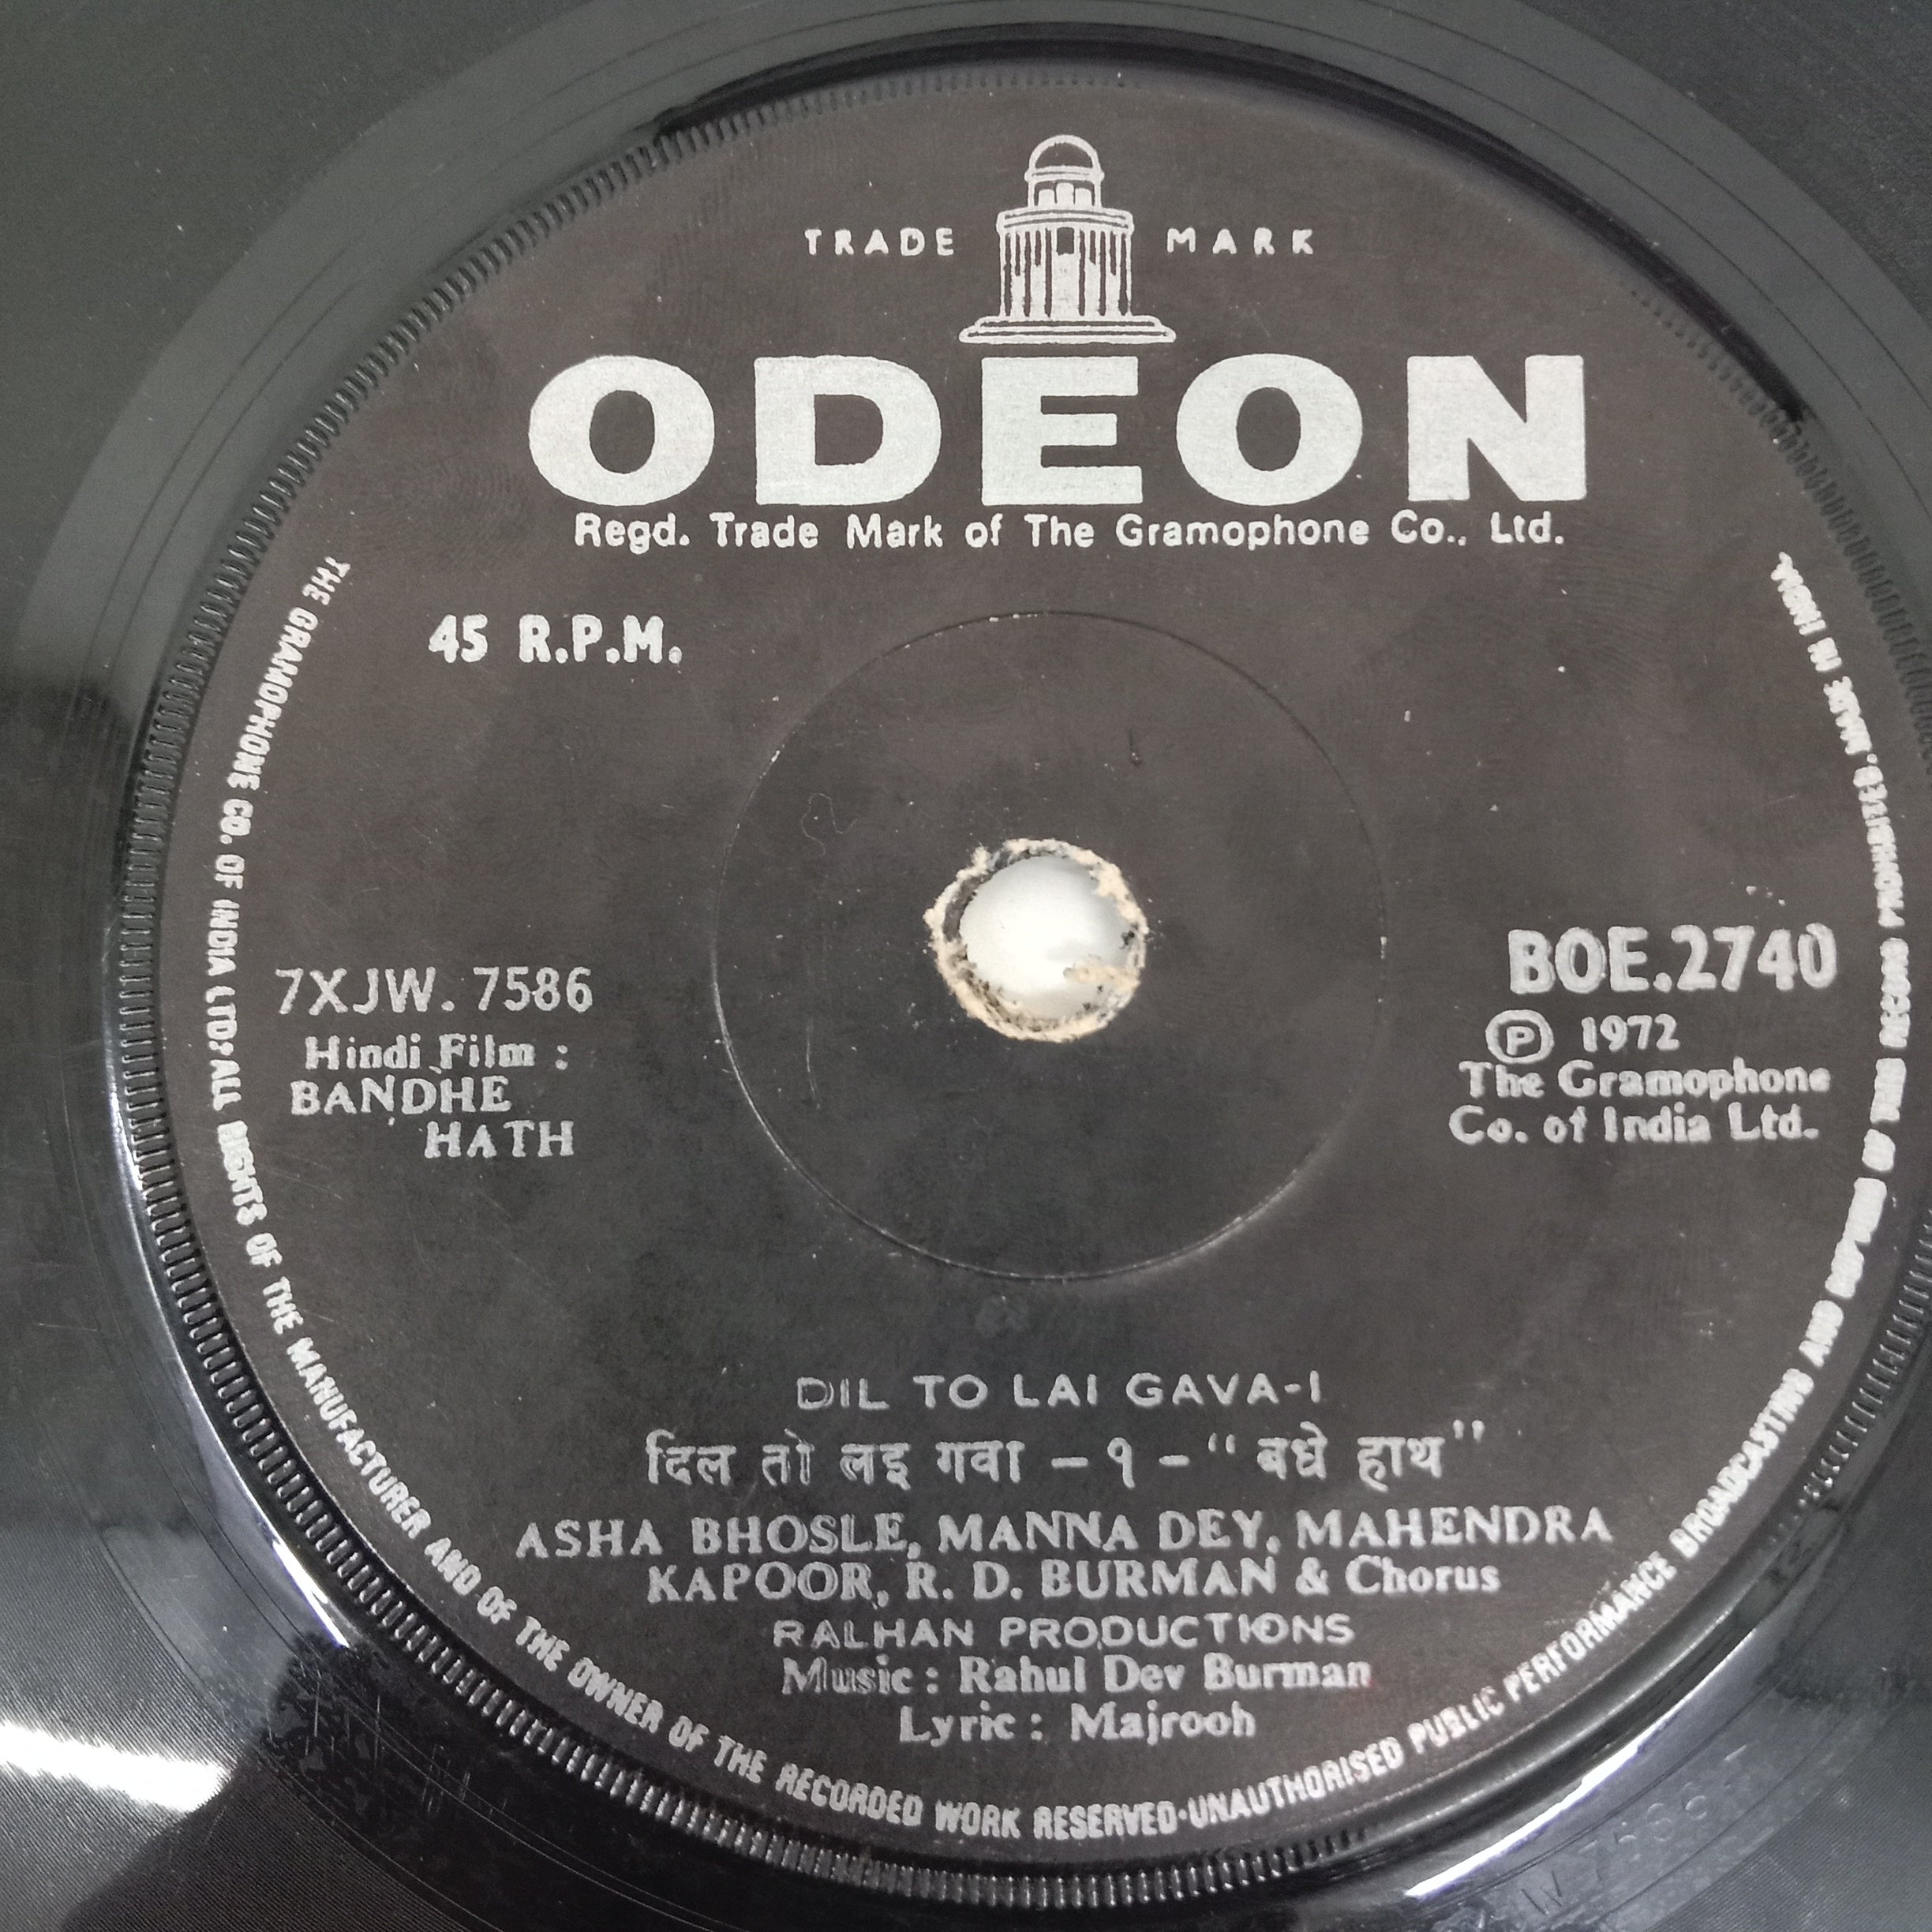 TRADE MARK
ODEON
Regd. Trade Mark of The Gramophone Co., Ltd.
45 R.P.M.
7XJW. 7586
Hindi Film :
BANDHE
HATH
BOE.2740
Ⓟ 1972
The Gramophone
Co. of India Ltd.
DIL TO LAI GAVA-I
दिल तो लइ गवा – १ – “ बधे हाथ ”
ASHA BHOSLE, MANNA DEY, MAHENDRA
KAPOOR, R. D. BURMAN & Chorus
RALHAN PRODUCTIONS
Music : Rahul Dev Burman
Lyric : Majrooh
THE GRAMOPHONE CO. OF INDIA (LTD) ALL RIGHTS OF THE MANUFACTURER AND OF THE OWNER OF THE RECORDED WORK RESERVED·UNAUTHORISED PUBLIC PERFORMANCE BROADCASTING AND COPYING OF THE RECORD PROHIBITED. MADE IN INDIA.